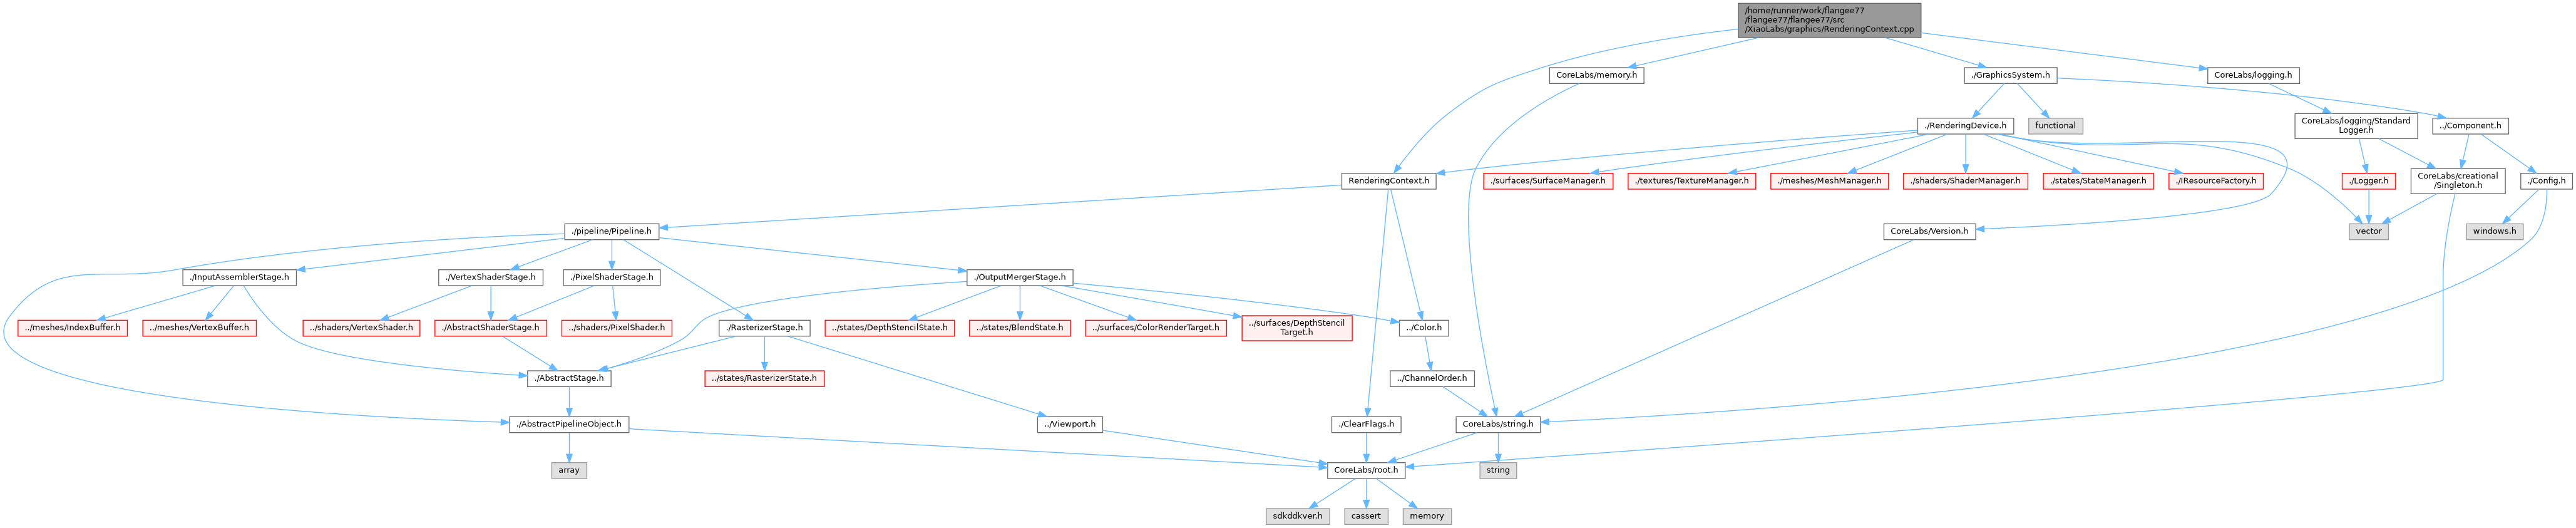 /home/runner/work/flangee77
/flangee77/flangee77/src
/XiaoLabs/graphics/RenderingContext.cpp
CoreLabs/memory.h
./GraphicsSystem.h
CoreLabs/logging.h
./RenderingDevice.h
functional
CoreLabs/logging/Standard
Logger.h
../Component.h
RenderingContext.h
./surfaces/SurfaceManager.h
./textures/TextureManager.h
./meshes/MeshManager.h
./shaders/ShaderManager.h
./states/StateManager.h
./IResourceFactory.h
./Logger.h
CoreLabs/creational
/Singleton.h
./Config.h
./pipeline/Pipeline.h
CoreLabs/Version.h
vector
windows.h
./InputAssemblerStage.h
./VertexShaderStage.h
./PixelShaderStage.h
./OutputMergerStage.h
../meshes/IndexBuffer.h
../meshes/VertexBuffer.h
../shaders/VertexShader.h
./AbstractShaderStage.h
../shaders/PixelShader.h
./RasterizerStage.h
../states/DepthStencilState.h
../states/BlendState.h
../surfaces/ColorRenderTarget.h
../surfaces/DepthStencil
Target.h
../Color.h
./AbstractStage.h
../states/RasterizerState.h
../ChannelOrder.h
./AbstractPipelineObject.h
../Viewport.h
./ClearFlags.h
CoreLabs/string.h
array
CoreLabs/root.h
string
sdkddkver.h
cassert
memory